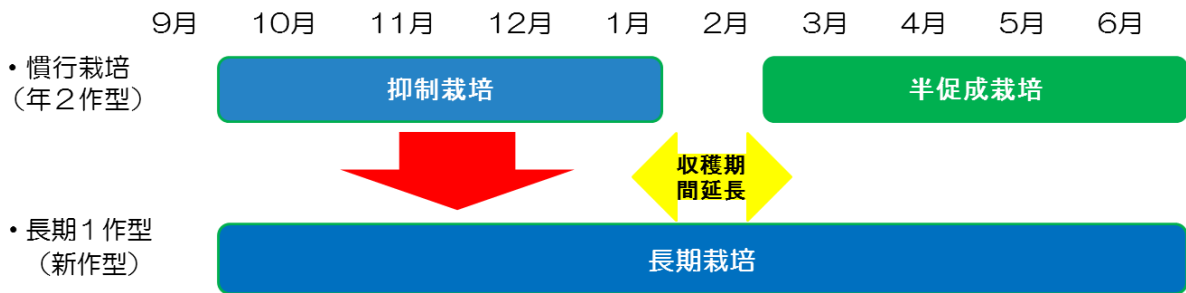 9月 10月 11月 12月 1月 2月 3月 4月 5月 6月
・慣行栽培
（年２作型）
抑制栽培
半促成栽培
収穫期
間延長
・長期１作型
（新作型）
長期栽培